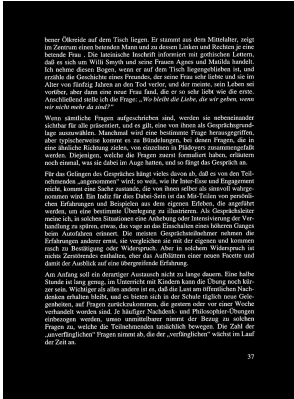 bener Ölkreide auf dem Tisch liegen. Er stammt aus dem Mittelalter, zeigt
im Zentrum einen betenden Mann und zu dessen Linken und Rechten je eine
betende Frau . Die lateinische Inschrift informiert mit gothischen Lettern,
daß es sich um Willi Smyth und seine Frauen Agnes und Matilda handelt.
Ich nehme diesen Bogen, wenn er auf dem Tisch liegengeblieben ist, und
erzähle die Geschichte eines Freundes, der seine Frau sehr liebte und sie im
Alter von fünfzig Jahren an den Tod verlor, und der meinte, sein Leben sei
vorüber, aber dann eine neue Frau fand, die er so sehr liebt wie die erste.
Anschließend stelle ich die Frage: „Wo bleibt die Liebe, die wir geben, wenn
wir nicht mehr da sind?“
Wenn sämtliche Fragen aufgeschrieben sind, werden sie nebeneinander
sichtbar für alle präsentiert, und es gilt, eine von ihnen als Gesprächsgrund-
lage auszuwählen. Manchmal wird eine bestimmte Frage herausgegriffen,
aber typischerweise kommt es zu Bündelungen, bei denen Fragen, die in
eine ähnliche Richtung zielen, von einzelnen in Plädoyers zusammengefaßt
werden. Diejenigen, welche die Fragen zuerst formuliert haben, erläutern
noch einmal, was sie dabei im Auge hatten, und so fängt das Gespräch an.
Für das Gelingen des Gespräches hängt vieles davon ab, daß es von den Teil-
nehmenden „angenommen“ wird; so weit, wie ihr Inter-Esse und Engagement
reicht, kommt eine Sache zustande, die von ihnen selber als sinnvoll wahrge-
nommen wird. Ein Indiz für dies Dabei-Sein ist das Mit-Teilen von persönli-
chen Erfahrungen und Beispielen aus dem eigenen Erleben, die angeführt
werden, um eine bestimmte Überlegung zu illustrieren. Als Gesprächsleiter
meine ich, in solchen Situationen eine Anhebung oder Intensivierung der Ver-
handlung zu spüren, etwas, das vage an das Einschalten eines höheren Ganges
beim Autofahren erinnert. Die meisten Gesprächsteilnehmer nehmen die
Erfahrungen anderer ernst, sie vergleichen sie mit der eigenen und kommen
rasch zu Bestätigung oder Widerspruch. Aber in solchem Widerspruch ist
nichts Zerstörendes enthalten, eher das Aufblättern einer neuen Facette und
damit der Ausblick auf eine übergreifende Erfahrung.
Am Anfang soll ein derartiger Austausch nicht zu lange dauern. Eine halbe
Stunde ist lang genug, im Unterricht mit Kindern kann die Übung noch kür-
zer sein. Wichtiger als alles andere ist es, daß die Lust am öffentlichen Nach-
denken erhalten bleibt, und es bieten sich in der Schule täglich neue Gele-
genheiten, auf Fragen zurückzukommen, die gestern oder vor einer Woche
verhandelt worden sind. Je häufiger Nachdenk- und Philosophier-Übungen
einbezogen werden, umso unmittelbarer nimmt der Bezug zu solchen
Fragen zu, welche die Teilnehmenden tatsächlich bewegen. Die Zahl der
„unverfänglichen“ Fragen nimmt ab, die der „verfänglichen“ wächst im Lauf
der Zeit an.
37